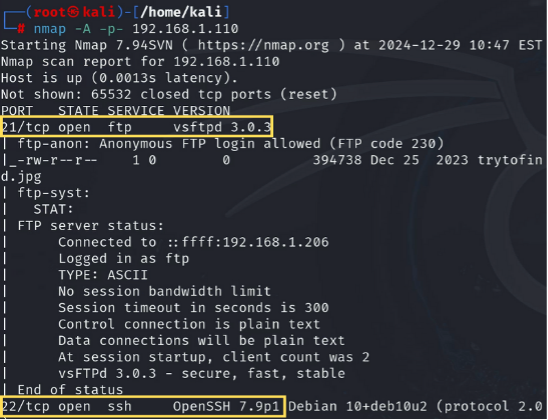 ┌──(root㉿kali)-[/home/kali]
└─# nmap -A -p- 192.168.1.110
Starting Nmap 7.94SVN ( https://nmap.org ) at 2024-12-29 10:47 EST
Nmap scan report for 192.168.1.110
Host is up (0.0013s latency).
Not shown: 65532 closed tcp ports (reset)
PORT   STATE SERVICE VERSION
21/tcp open  ftp     vsftpd 3.0.3
| ftp-anon: Anonymous FTP login allowed (FTP code 230)
|_-rw-r--r--    1 0        0          394738 Dec 25  2023 trytofin
d.jpg
| ftp-syst:
|   STAT:
| FTP server status:
|      Connected to ::ffff:192.168.1.206
|      Logged in as ftp
|      TYPE: ASCII
|      No session bandwidth limit
|      Session timeout in seconds is 300
|      Control connection is plain text
|      Data connections will be plain text
|      At session startup, client count was 2
|      vsFTPd 3.0.3 - secure, fast, stable
|_End of status
22/tcp open  ssh     OpenSSH 7.9p1 Debian 10+deb10u2 (protocol 2.0